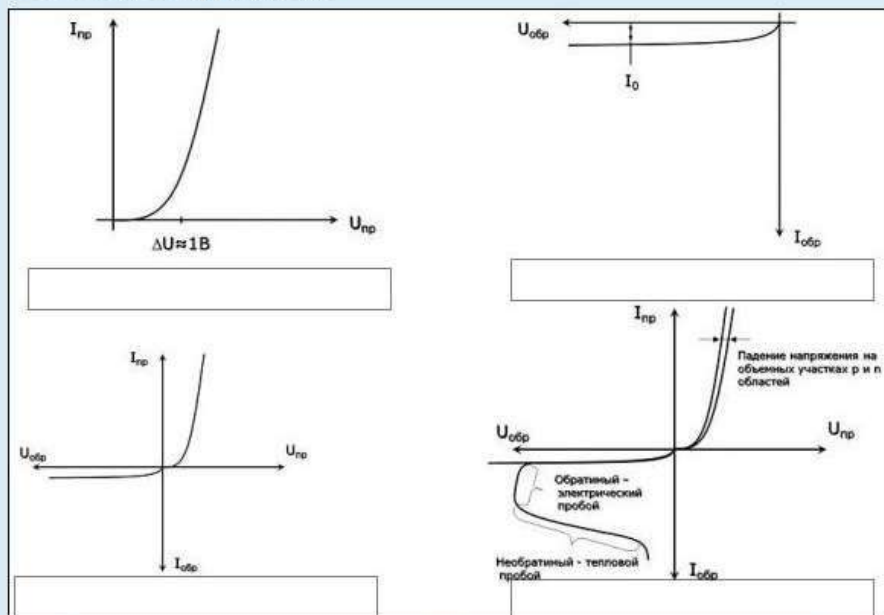 Iпр
Uпр
ΔU≈1В
Uобр
I₀
Iобр
Iпр
Uобр
Uпр
Iобр
Iпр
Падение напряжения на
объемных участках p и n
областей
Uобр
Uпр
Обратимый –
электрический
пробой
Необратимый - тепловой
пробой
Iобр